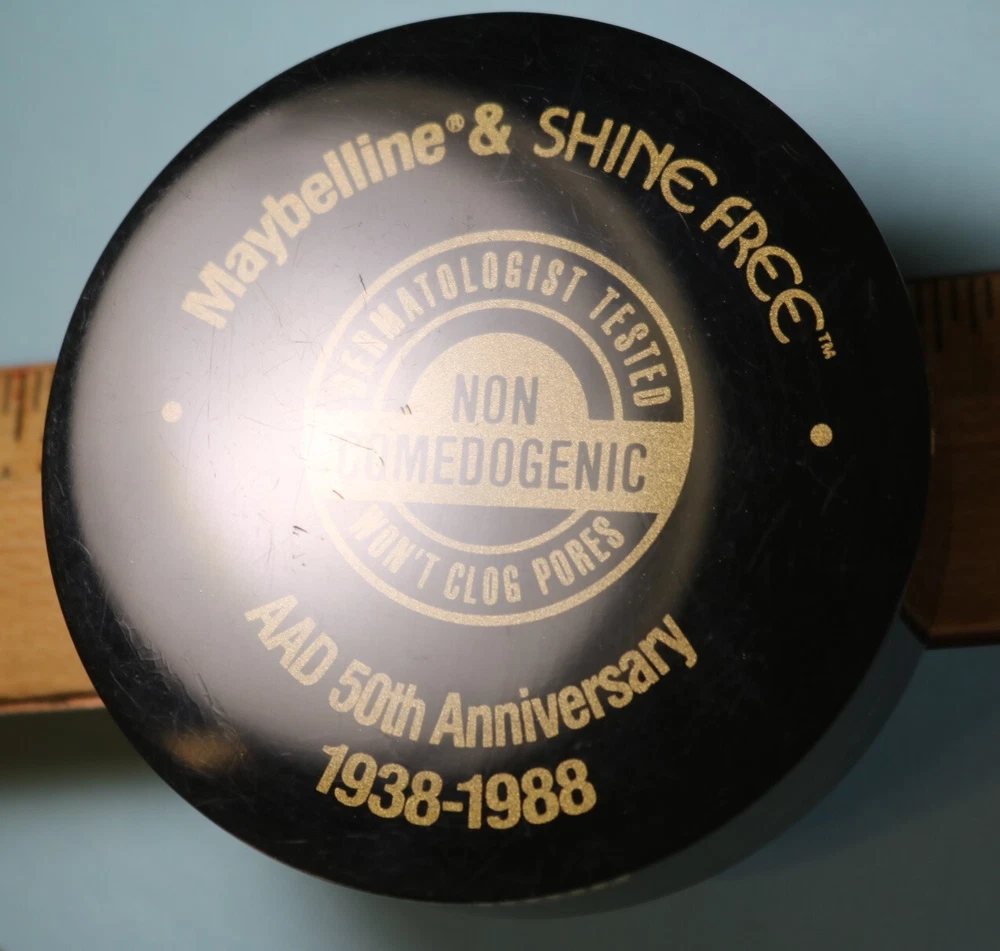 Maybelline® & SHINE FREE™
DERMATOLOGIST TESTED
NON
COMEDOGENIC
WON'T CLOG PORES
AAD 50th Anniversary
1938-1988